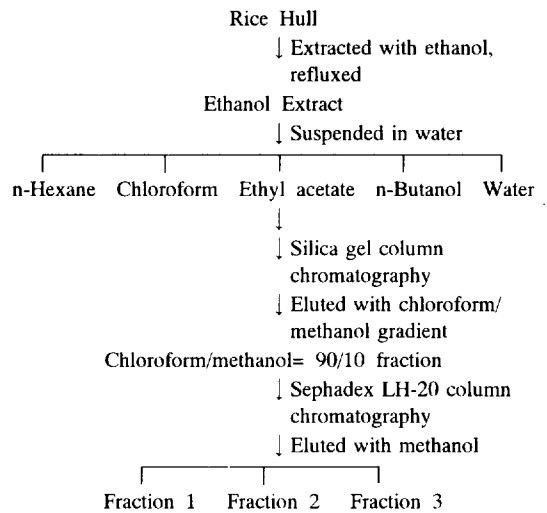 Rice Hull
Extracted with ethanol,
refluxed
Ethanol Extract
Suspended in water
n-Hexane Chloroform Ethyl acetate n-Butanol Water
Silica gel column
chromatography
Eluted with chloroform/
methanol gradient
Chloroform/methanol= 90/10 fraction
Sephadex LH-20 column
chromatography
Eluted with methanol
Fraction 1 Fraction 2 Fraction 3